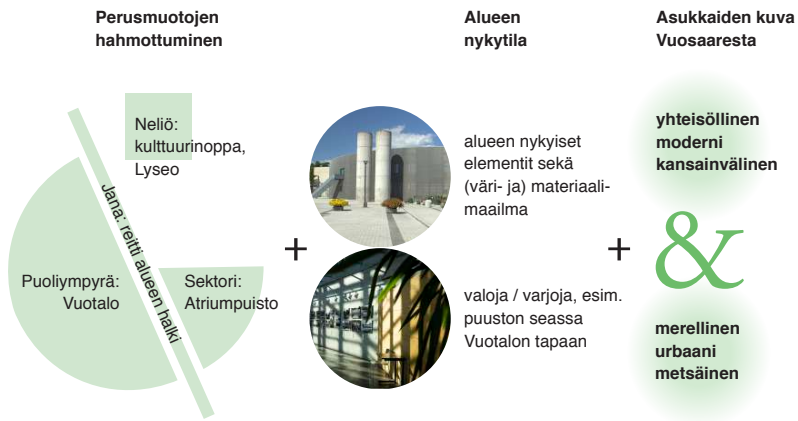 Perusmuotojen
hahmottuminen
Neliö:
kulttuurinoppa,
Lyseo
Jana: reitti alueen halki
Puoliympyrä:
Vuotalo
Sektori:
Atriumpuisto
+
Alueen
nykytila
alueen nykyiset
elementit sekä
(väri- ja) materiaali-
maailma
valoja / varjoja, esim.
puuston seassa
Vuotalon tapaan
+
Asukkaiden kuva
Vuosaaresta
yhteisöllinen
moderni
kansainvälinen
&
merellinen
urbaani
metsäinen